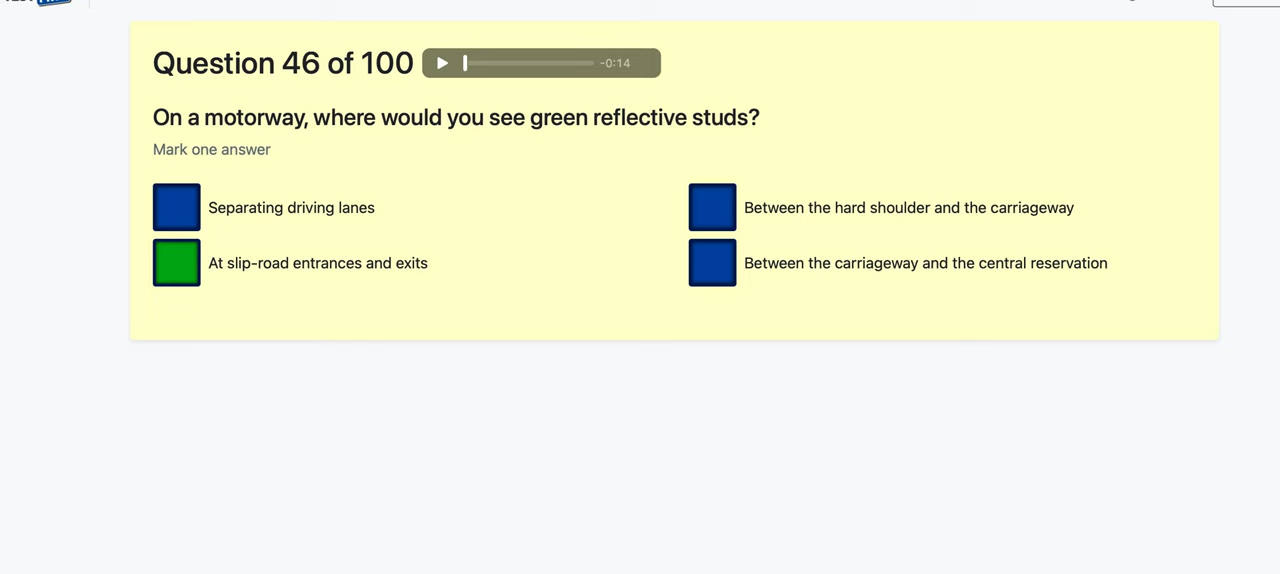 Question 46 of 100
-0:14
On a motorway, where would you see green reflective studs?
Mark one answer
Separating driving lanes
Between the hard shoulder and the carriageway
At slip-road entrances and exits
Between the carriageway and the central reservation